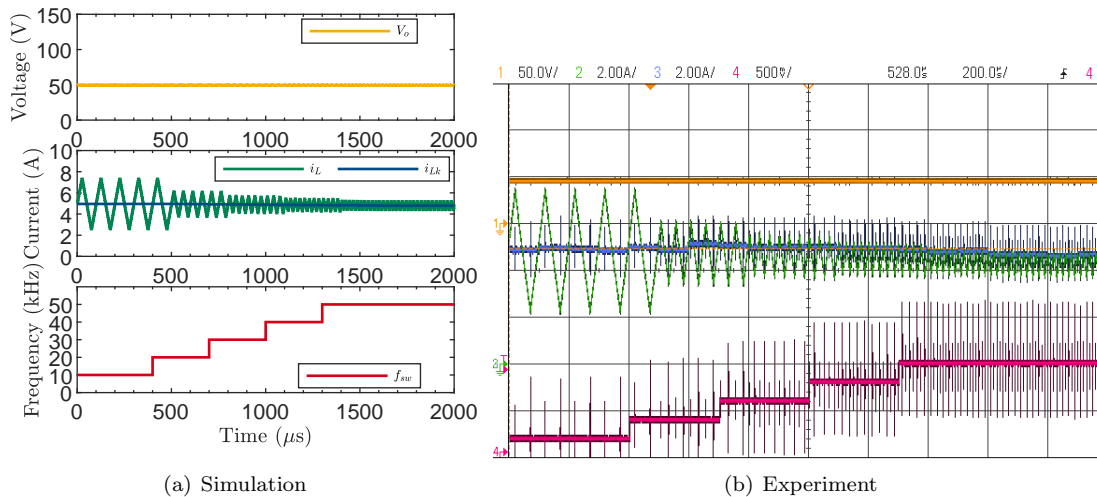 150
100
50
0
Voltage (V)
V_o
0 500 1000 1500 2000
10
8
6
4
2
0
Current (A)
i_L i_Lk
0 500 1000 1500 2000
50
40
30
20
10
0
Frequency (kHz)
f_sw
0 500 1000 1500 2000
Time (μs)
(a) Simulation
1 50.0V/ 2 2.00A/ 3 2.00A/ 4 500 528.0 200.0 4
1
2
4
(b) Experiment